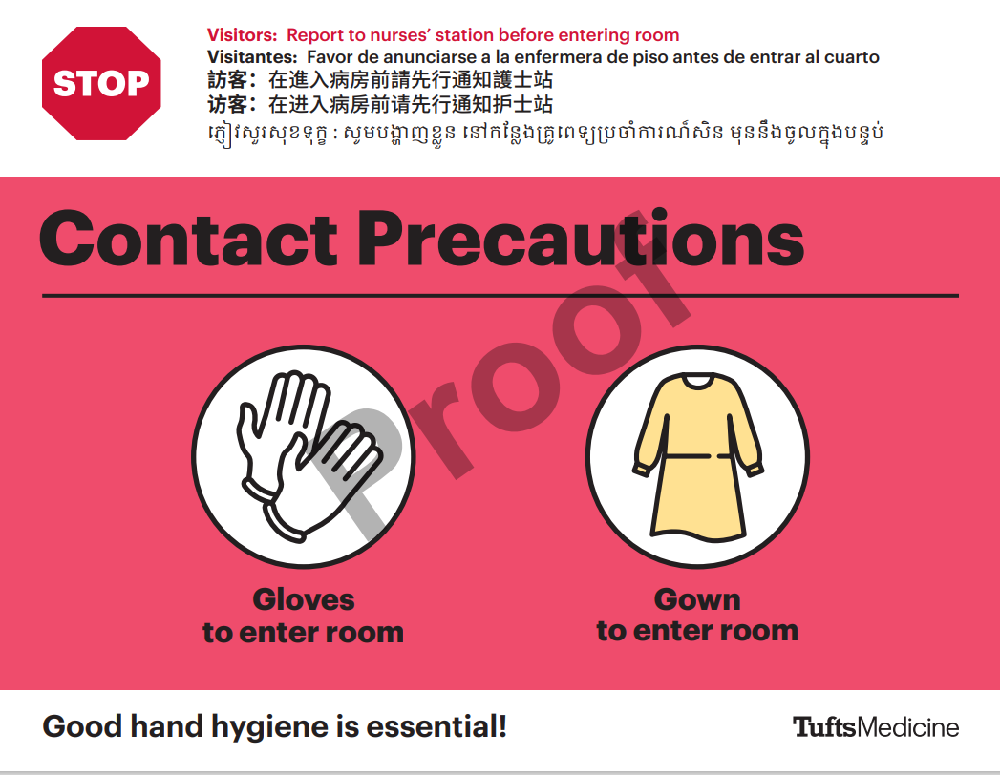 STOP
Visitors: Report to nurses’ station before entering room
Visitantes: Favor de anunciarse a la enfermera de piso antes de entrar al cuarto
訪客：在進入病房前請先行通知護士站
访客：在进入病房前请先行通知护士站
ភ្ញៀវសួរសុខទុក្ខ : សូមបង្ហាញខ្លួន នៅកន្លែងគ្រូពេទ្យប្រចាំការណ៍សិន មុននឹងចូលក្នុងបន្ទប់
Contact Precautions
Proof
Gloves
to enter room
Gown
to enter room
Good hand hygiene is essential!
TuftsMedicine